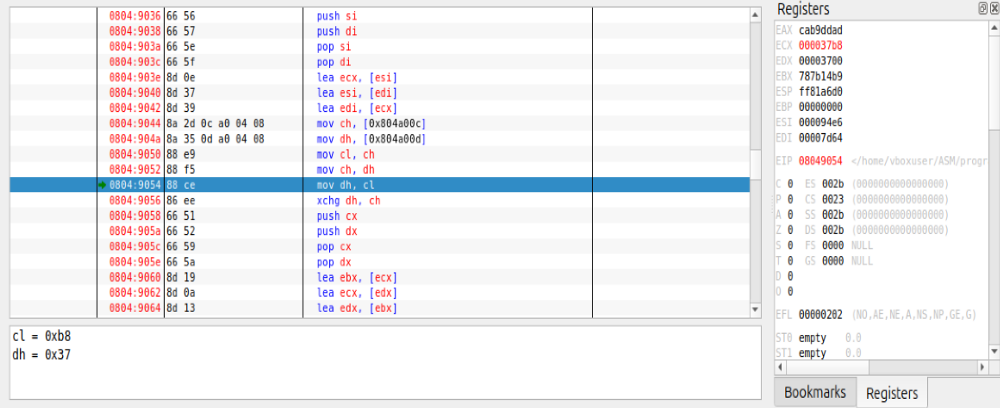 0804:9036 66 56 push si
0804:9038 66 57 push di
0804:903a 66 5e pop si
0804:903c 66 5f pop di
0804:903e 8d 0e lea ecx, [esi]
0804:9040 8d 37 lea esi, [edi]
0804:9042 8d 39 lea edi, [ecx]
0804:9044 8a 2d 0c a0 04 08 mov ch, [0x804a00c]
0804:904a 8a 35 0d a0 04 08 mov dh, [0x804a00d]
0804:9050 88 e9 mov cl, ch
0804:9052 88 f5 mov ch, dh
0804:9054 88 ce mov dh, cl
0804:9056 86 ee xchg dh, ch
0804:9058 66 51 push cx
0804:905a 66 52 push dx
0804:905c 66 59 pop cx
0804:905e 66 5a pop dx
0804:9060 8d 19 lea ebx, [ecx]
0804:9062 8d 0a lea ecx, [edx]
0804:9064 8d 13 lea edx, [ebx]
cl = 0xb8
dh = 0x37
Registers
EAX cab9ddad
ECX 000037b8
EDX 00003700
EBX 787b14b9
ESP ff81a6d0
EBP 00000000
ESI 000094e6
EDI 00007d64
EIP 08049054 </home/vboxuser/ASM/progr
C 0 ES 002b (0000000000000000)
P 0 CS 0023 (0000000000000000)
A 0 SS 002b (0000000000000000)
Z 0 DS 002b (0000000000000000)
S 0 FS 0000 NULL
T 0 GS 0000 NULL
D 0
O 0
EFL 00000202 (NO,AE,NE,A,NS,NP,GE,G)
ST0 empty 0.0
ST1 empty 0.0
Bookmarks
Registers